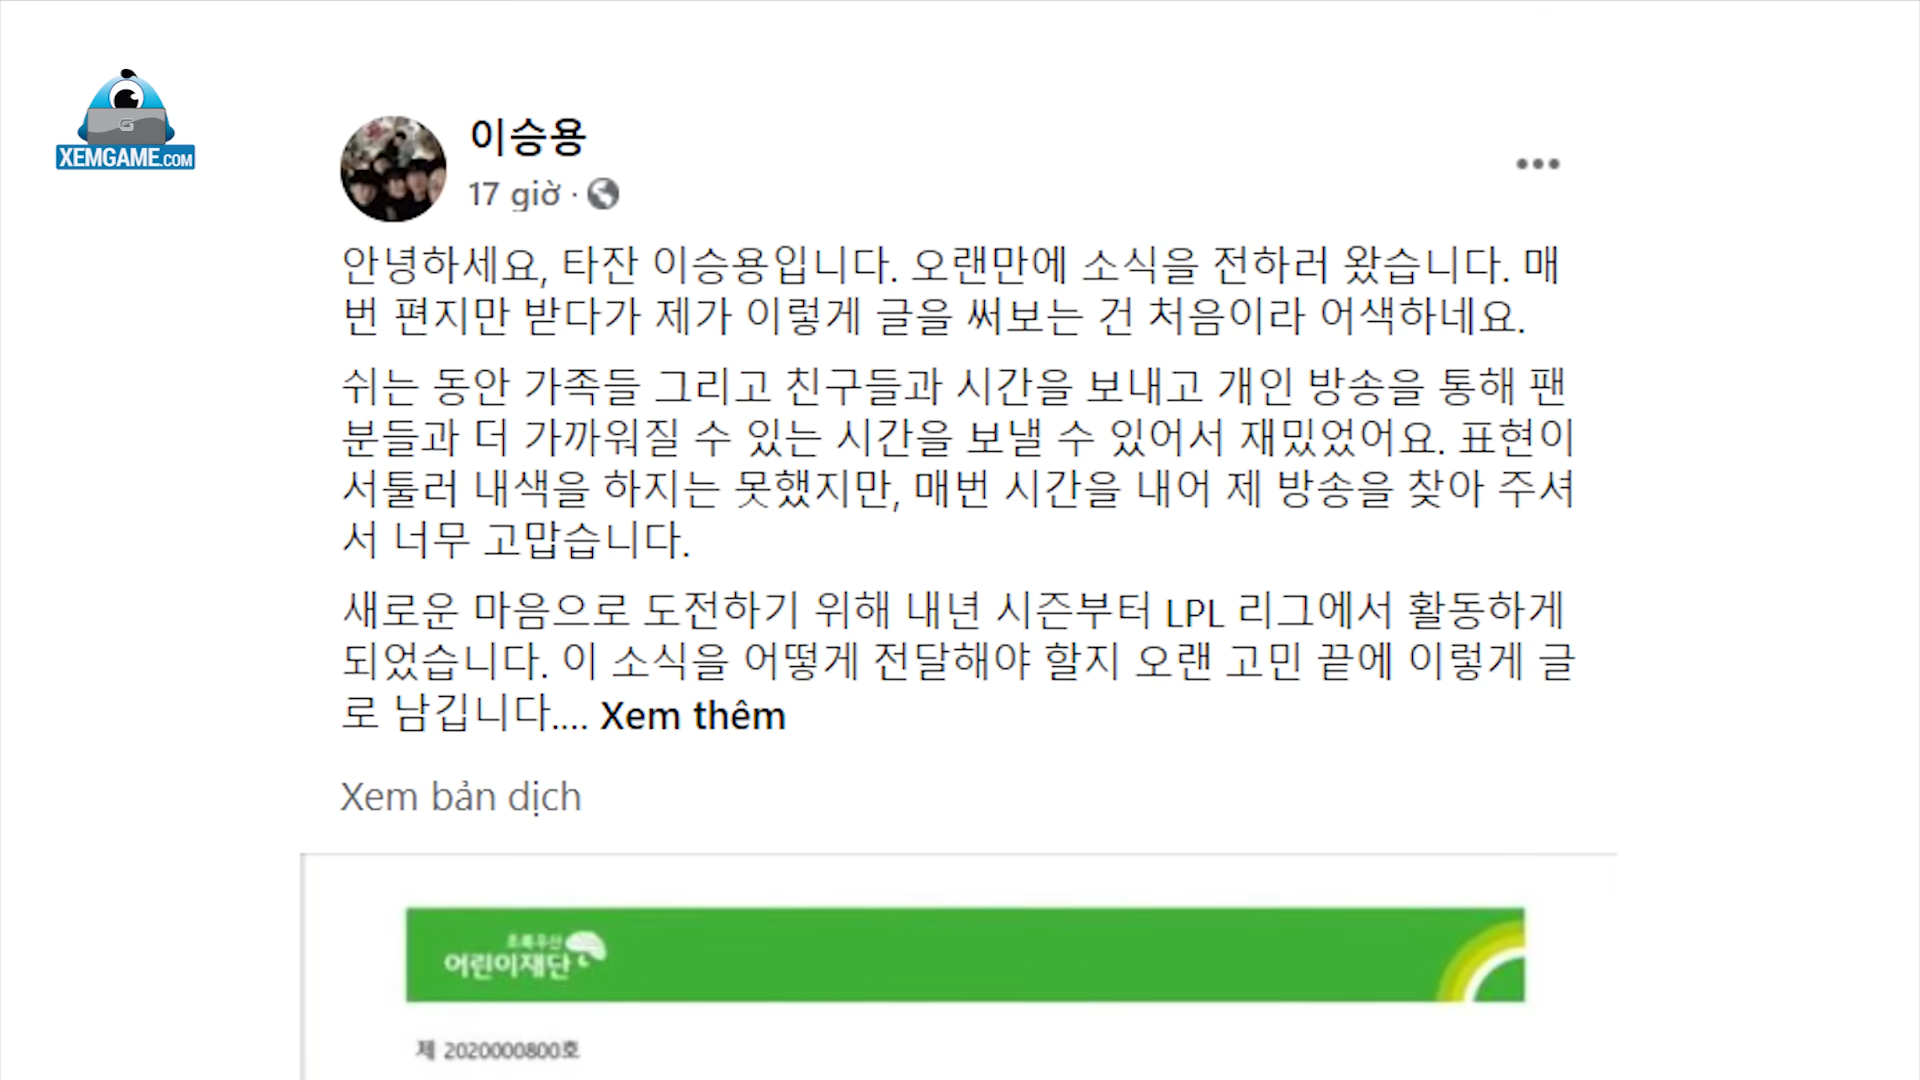 XEMGAME.COM
이승용
17 giờ ·
안녕하세요, 타잔 이승용입니다. 오랜만에 소식을 전하러 왔습니다. 매
번 편지만 받다가 제가 이렇게 글을 써보는 건 처음이라 어색하네요.
쉬는 동안 가족들 그리고 친구들과 시간을 보내고 개인 방송을 통해 팬
분들과 더 가까워질 수 있는 시간을 보낼 수 있어서 재밌었어요. 표현이
서툴러 내색을 하지는 못했지만, 매번 시간을 내어 제 방송을 찾아 주셔
서 너무 고맙습니다.
새로운 마음으로 도전하기 위해 내년 시즌부터 LPL 리그에서 활동하게
되었습니다. 이 소식을 어떻게 전달해야 할지 오랜 고민 끝에 이렇게 글
로 남깁니다.... Xem thêm
Xem bản dịch
초록우산
어린이재단
제 2020000800호